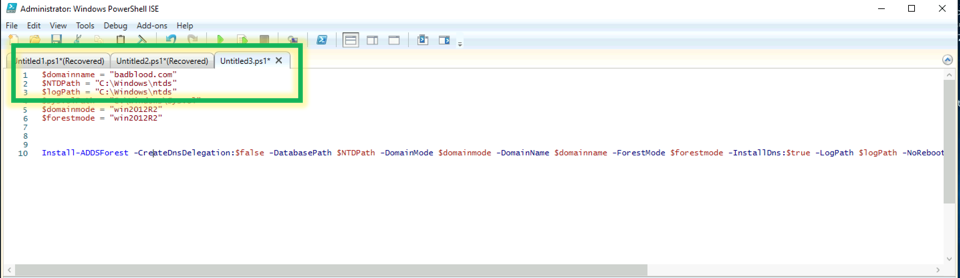 Administrator: Windows PowerShell ISE
File Edit View Tools Debug Add-ons Help
Untitled1.ps1*(Recovered) Untitled2.ps1*(Recovered) Untitled3.ps1* X
1 $domainname = "badblood.com"
2 $NTDPath = "C:\Windows\ntds"
3 $logPath = "C:\Windows\ntds"
5 $domainmode = "win2012R2"
6 $forestmode = "win2012R2"
7
8
9
10 Install-ADDSForest -CreateDnsDelegation:$false -DatabasePath $NTDPath -DomainMode $domainmode -DomainName $domainname -ForestMode $forestmode -InstallDns:$true -LogPath $logPath -NoReboot